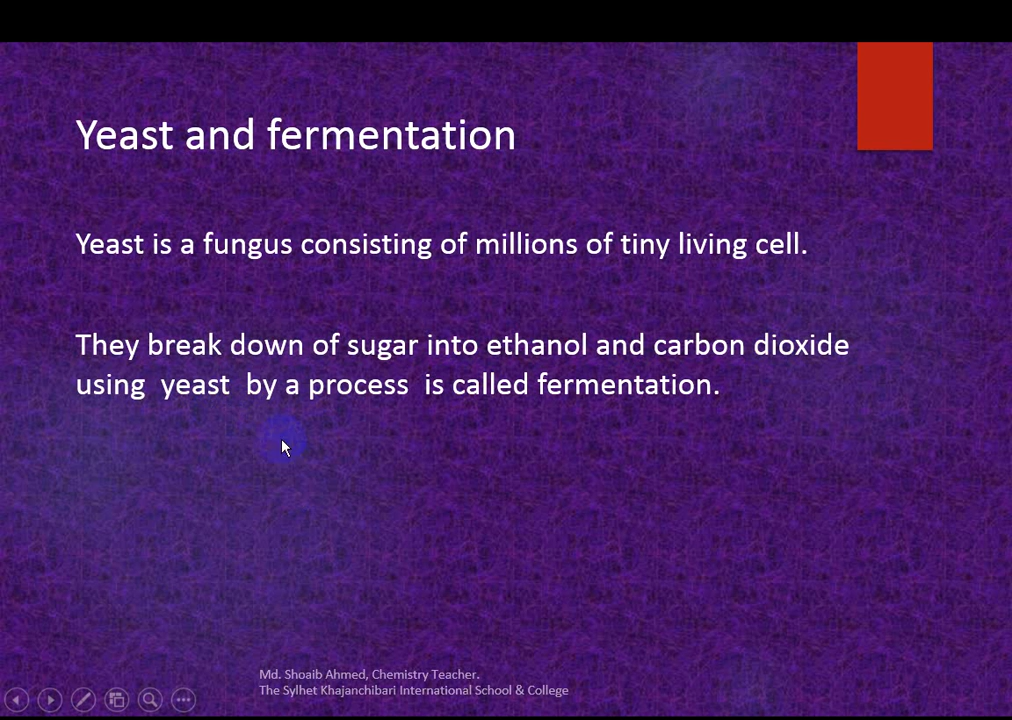 Yeast and fermentation
Yeast is a fungus consisting of millions of tiny living cell.
They break down of sugar into ethanol and carbon dioxide
using  yeast  by a process  is called fermentation.
Md. Shoaib Ahmed, Chemistry Teacher.
The Sylhet Khajanchibari International School & College